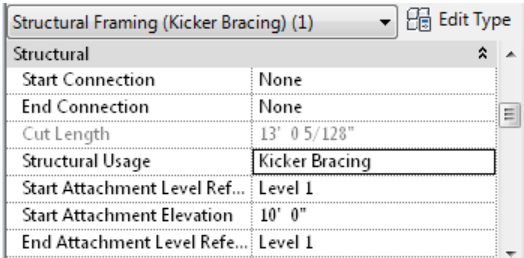 Structural Framing (Kicker Bracing) (1) Edit Type
Structural
Start Connection None
End Connection None
Cut Length 13' 0 5/128"
Structural Usage Kicker Bracing
Start Attachment Level Ref... Level 1
Start Attachment Elevation 10' 0"
End Attachment Level Refe... Level 1